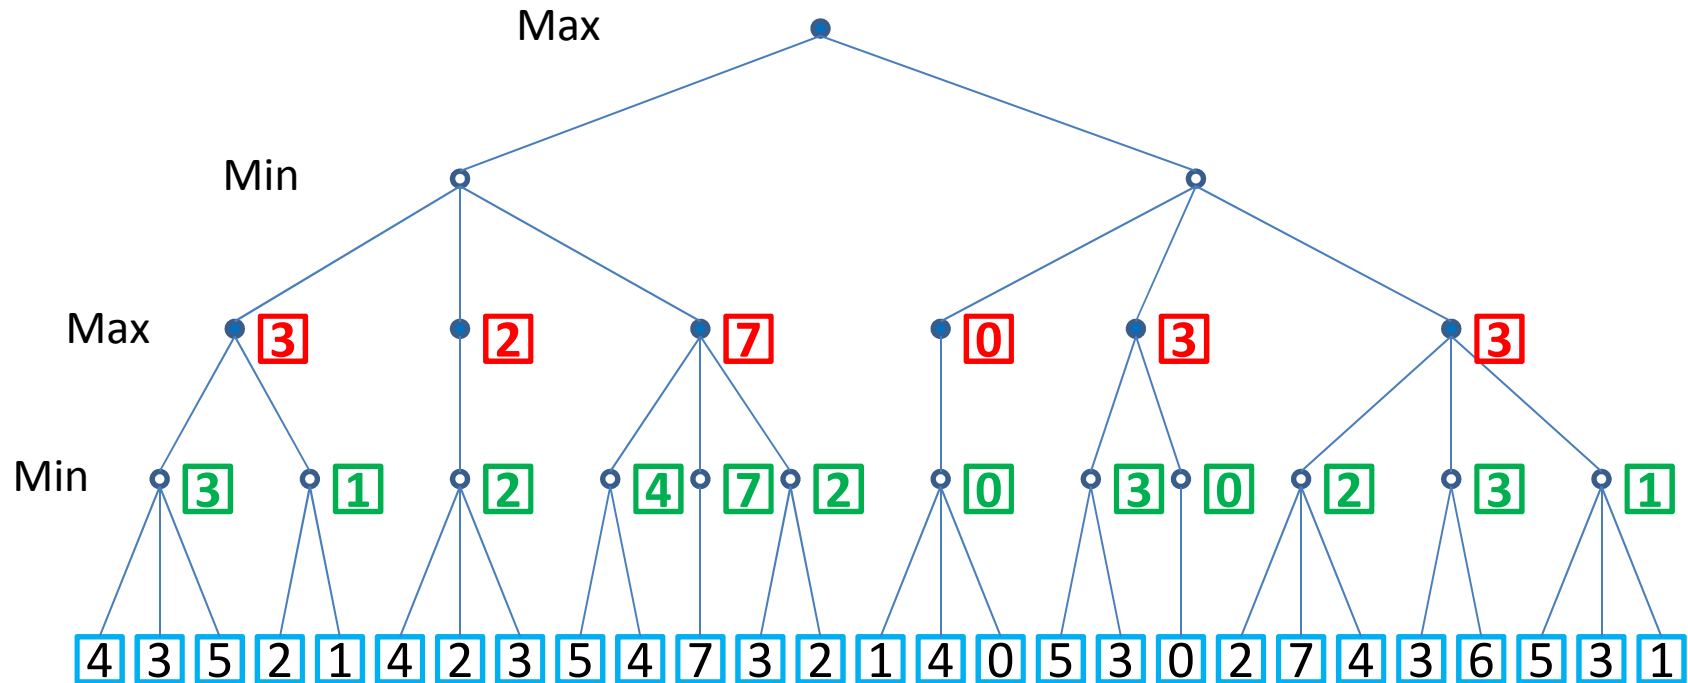 Max
Min
Max 3 2 7 0 3 3
Min 3 1 2 4 7 2 0 3 0 2 3 1
4 3 5 2 1 4 2 3 5 4 7 3 2 1 4 0 5 3 0 2 7 4 3 6 5 3 1